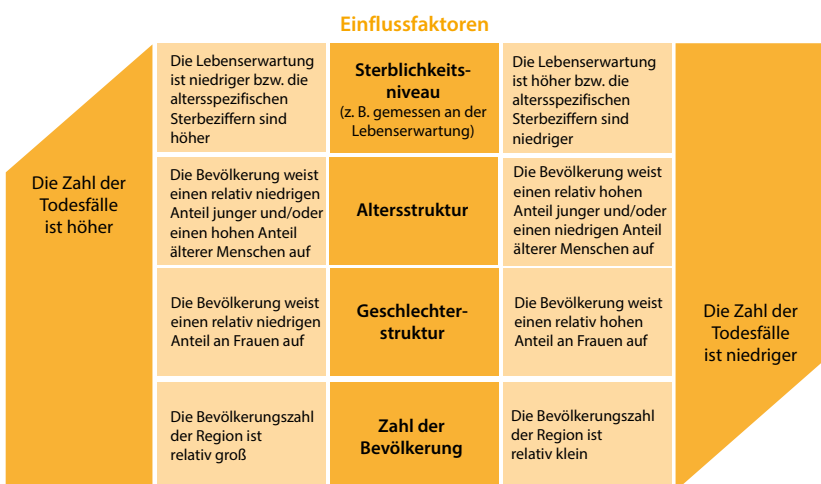 Einflussfaktoren
Die Zahl der
Todesfälle
ist höher
Die Lebenserwartung
ist niedriger bzw. die
altersspezifischen
Sterbeziffern sind
höher
Sterblichkeits-
niveau
(z. B. gemessen an der
Lebenserwartung)
Die Lebenserwartung
ist höher bzw. die
altersspezifischen
Sterbeziffern sind
niedriger
Die Bevölkerung weist
einen relativ niedrigen
Anteil junger und/oder
einen hohen Anteil
älterer Menschen auf
Altersstruktur
Die Bevölkerung weist
einen relativ hohen
Anteil junger und/oder
einen niedrigen Anteil
älterer Menschen auf
Die Bevölkerung weist
einen relativ niedrigen
Anteil an Frauen auf
Geschlechter-
struktur
Die Bevölkerung weist
einen relativ hohen
Anteil an Frauen auf
Die Bevölkerungszahl
der Region ist
relativ groß
Zahl der
Bevölkerung
Die Bevölkerungszahl
der Region ist
relativ klein
Die Zahl der
Todesfälle
ist niedriger